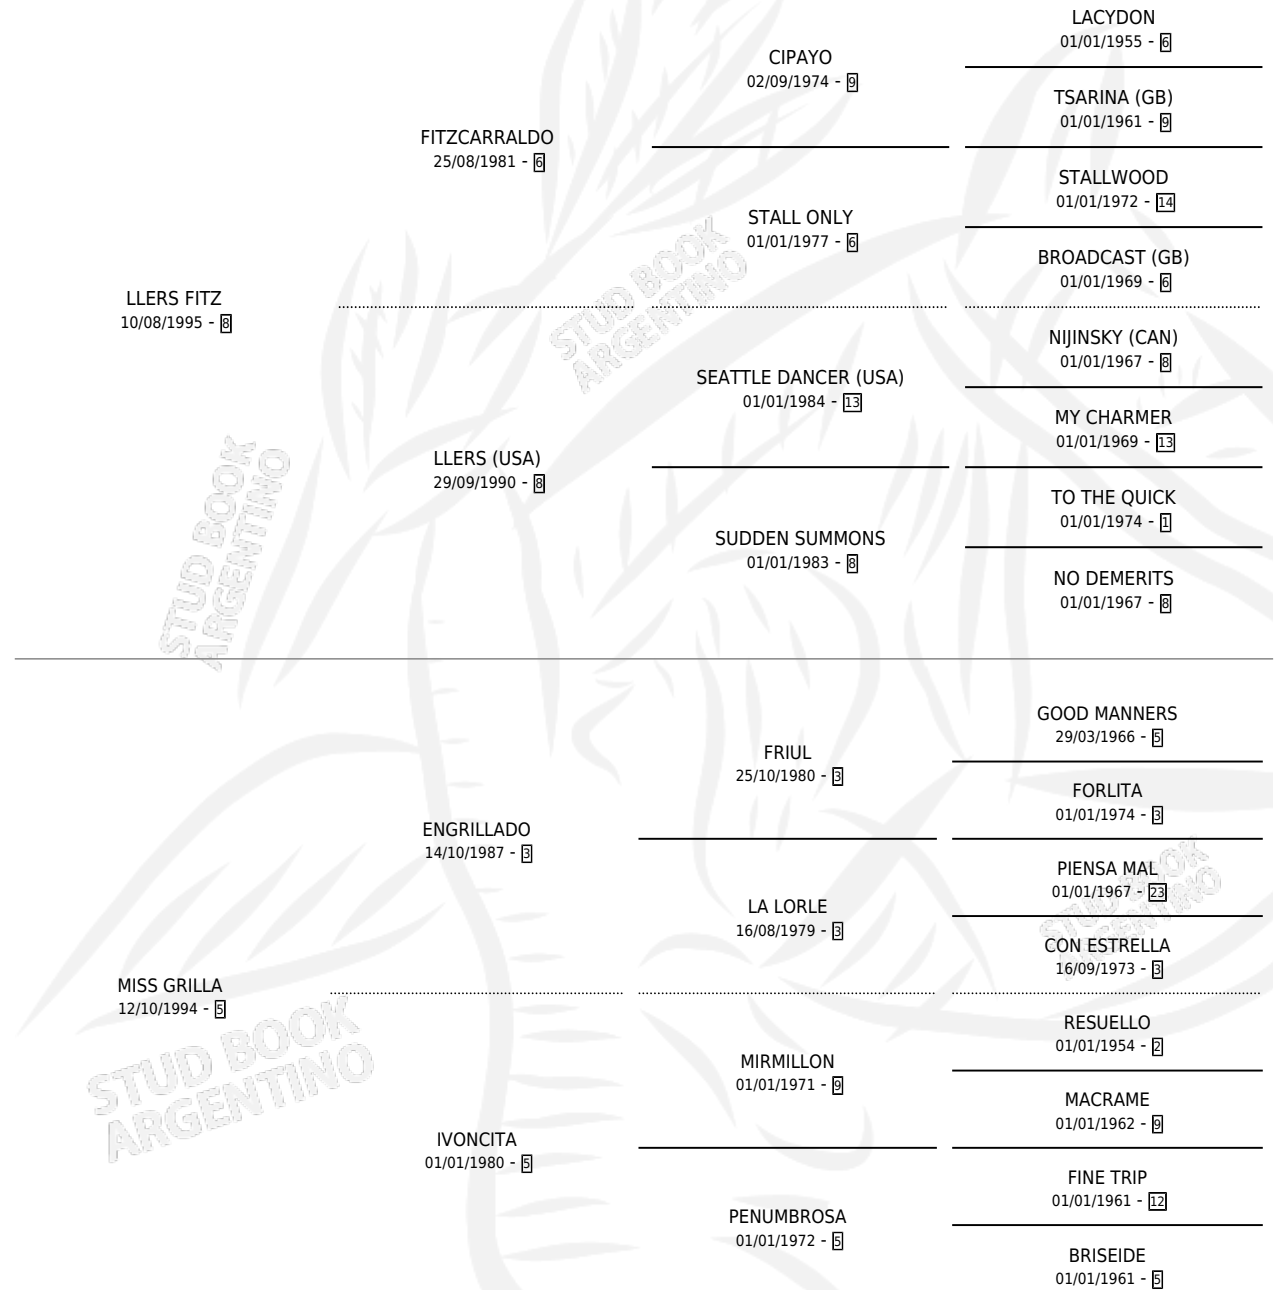 LACYDON
01/01/1955 - 6
CIPAYO
02/09/1974 - 9
TSARINA (GB)
01/01/1961 - 9
FITZCARRALDO
25/08/1981 - 6
STALLWOOD
01/01/1972 - 14
STALL ONLY
01/01/1977 - 6
BROADCAST (GB)
01/01/1969 - 6
LLERS FITZ
10/08/1995 - 8
NIJINSKY (CAN)
01/01/1967 - 8
SEATTLE DANCER (USA)
01/01/1984 - 13
MY CHARMER
01/01/1969 - 13
LLERS (USA)
29/09/1990 - 8
TO THE QUICK
01/01/1974 - 1
SUDDEN SUMMONS
01/01/1983 - 8
NO DEMERITS
01/01/1967 - 8
GOOD MANNERS
29/03/1966 - 5
FRIUL
25/10/1980 - 3
FORLITA
01/01/1974 - 3
ENGRILLADO
14/10/1987 - 3
PIENSA MAL
01/01/1967 - 23
LA LORLE
16/08/1979 - 3
CON ESTRELLA
16/09/1973 - 3
MISS GRILLA
12/10/1994 - 5
RESUELLO
01/01/1954 - 2
MIRMILLON
01/01/1971 - 9
MACRAME
01/01/1962 - 9
IVONCITA
01/01/1980 - 5
FINE TRIP
01/01/1961 - 12
PENUMBROSA
01/01/1972 - 5
BRISEIDE
01/01/1961 - 5
STUD BOOK
ARGENTINO
STUD BOOK
ARGENTINO
STUD BOOK
ARGENTINO
STUD BOOK
ARGENTINO